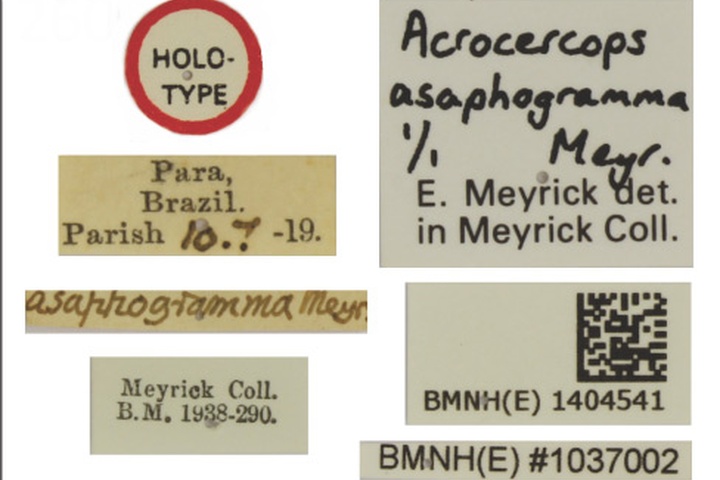 HOLO-
TYPE
Para,
Brazil.
Parish 10.7 -19.
asaphogramma Meyr.
Meyrick Coll.
B.M. 1938-290.
Acrocercops
asaphogramma
1/1 Meyr.
E. Meyrick det.
in Meyrick Coll.
BMNH(E) 1404541
BMNH(E) #1037002